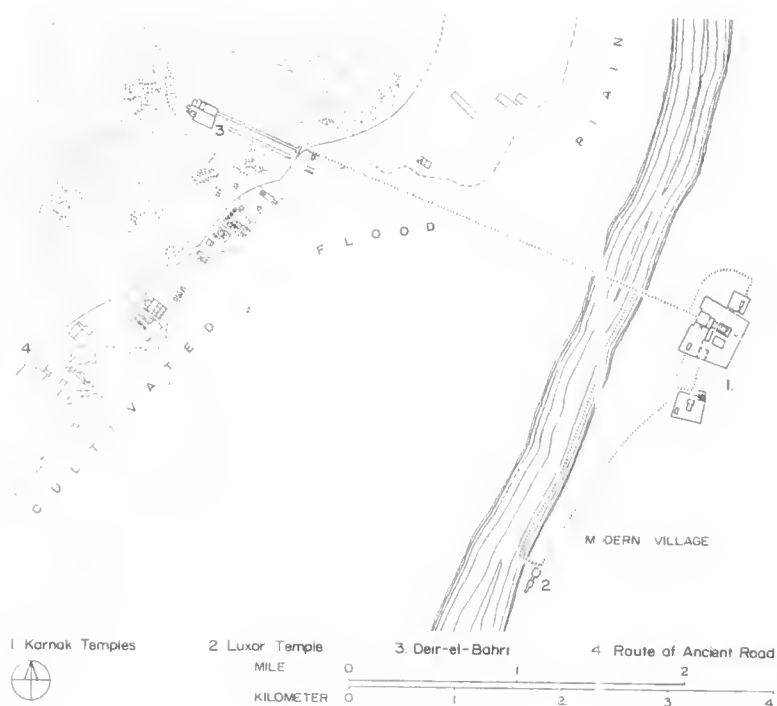 PLAIN
3
FLOOD
4
1.
CULTIVATED
MODERN VILLAGE
2
1 Karnak Temples 2 Luxor Temple 3. Deir-el-Bahri 4 Route of Ancient Road
MILE 0 1 2
KILOMETER 0 1 2 3 4